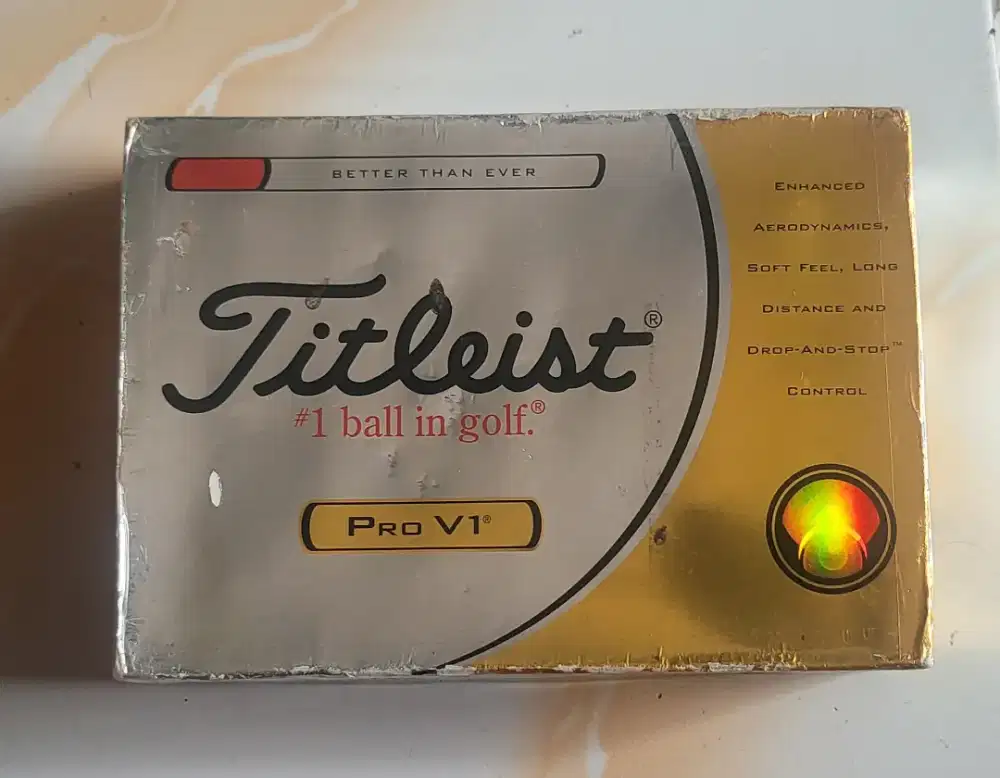 BETTER THAN EVER
Titleist®
#1 ball in golf.®
PRO V1®
ENHANCED
AERODYNAMICS,
SOFT FEEL, LONG
DISTANCE AND
DROP-AND-STOP™
CONTROL